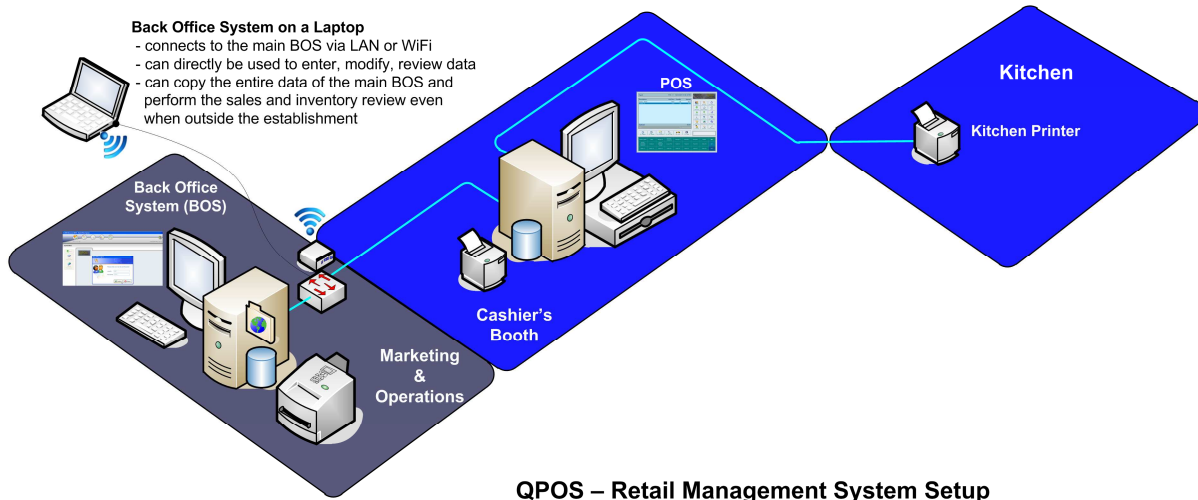 Back Office System on a Laptop
- connects to the main BOS via LAN or WiFi
- can directly be used to enter, modify, review data
- can copy the entire data of the main BOS and
perform the sales and inventory review even
when outside the establishment
POS
Kitchen
Kitchen Printer
Back Office
System (BOS)
Cashier's
Booth
Marketing
&
Operations
QPOS – Retail Management System Setup